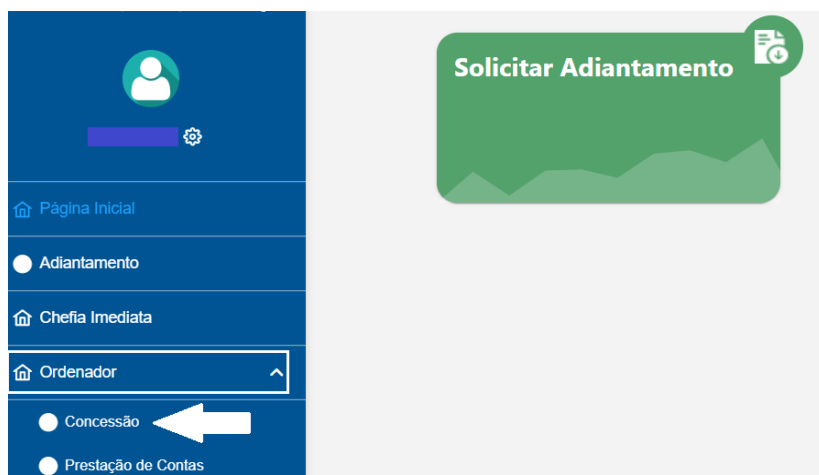 Solicitar Adiantamento
Página Inicial
Adiantamento
Chefia Imediata
Ordenador
Concessão
Prestação de Contas